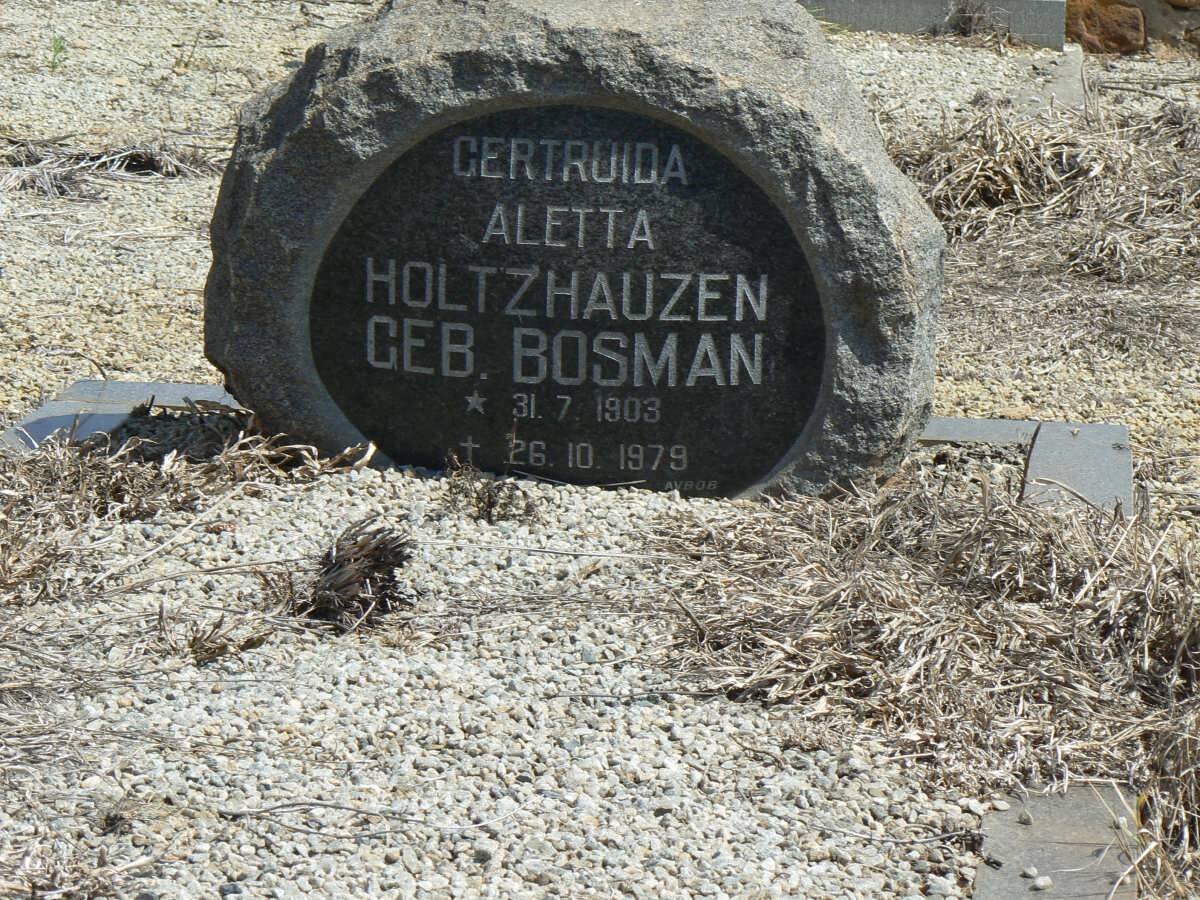 GERTRUIDA
ALETTA
HOLTZHAUZEN
GEB. BOSMAN
★ 31. 7. 1903
✝ 26. 10. 1979
AVBOB